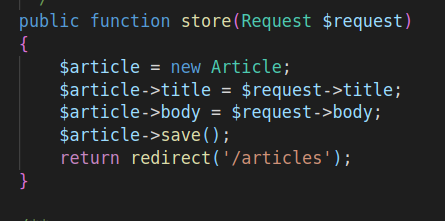 public function store(Request $request)
{
    $article = new Article;
    $article->title = $request->title;
    $article->body = $request->body;
    $article->save();
    return redirect('/articles');
}